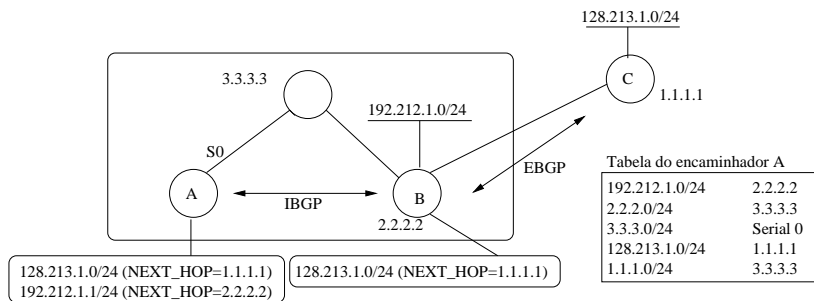 128.213.1.0/24
3.3.3.3
C
1.1.1.1
192.212.1.0/24
S0
EBGP
A
IBGP
B
2.2.2.2
128.213.1.0/24 (NEXT_HOP=1.1.1.1)
192.212.1.1/24 (NEXT_HOP=2.2.2.2)
128.213.1.0/24 (NEXT_HOP=1.1.1.1)
Tabela do encaminhador A
192.212.1.0/24 2.2.2.2
2.2.2.0/24 3.3.3.3
3.3.3.0/24 Serial 0
128.213.1.0/24 1.1.1.1
1.1.1.0/24 3.3.3.3